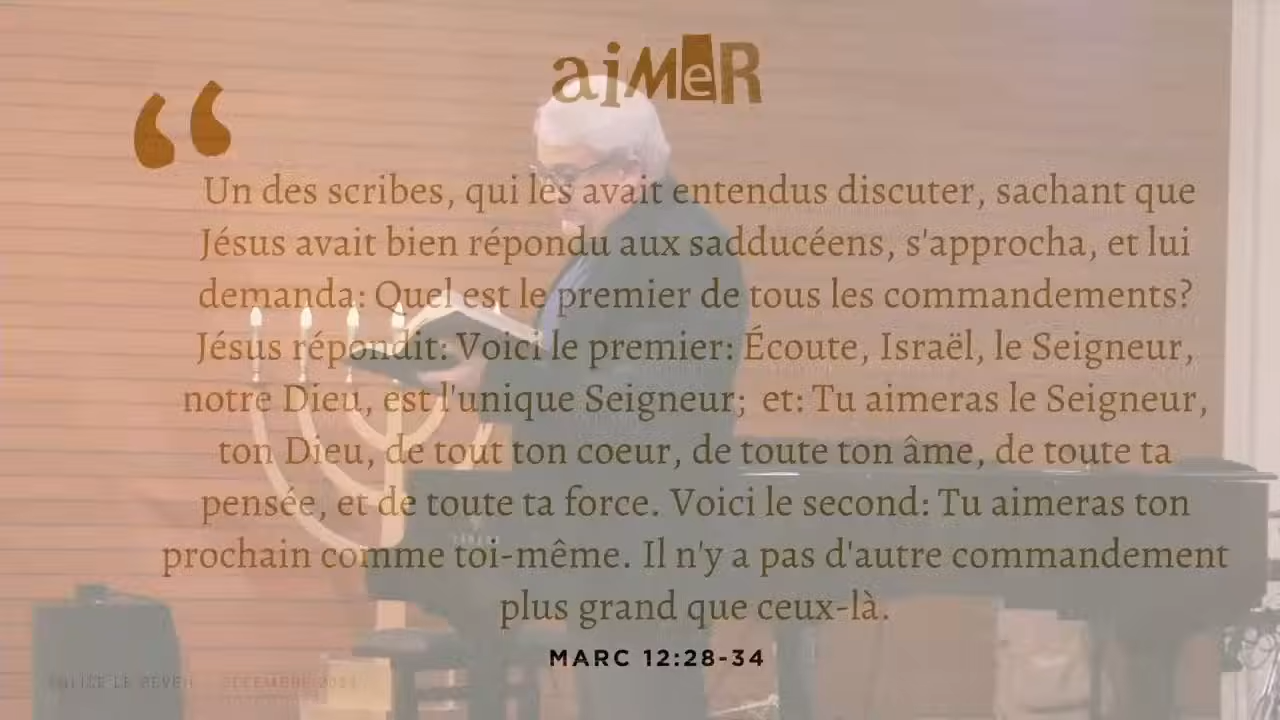 aiMeR
“
Un des scribes, qui les avait entendus discuter, sachant que
Jésus avait bien répondu aux sadducéens, s'approcha, et lui
demanda: Quel est le premier de tous les commandements?
Jésus répondit: Voici le premier: Écoute, Israël, le Seigneur,
notre Dieu, est l'unique Seigneur; et: Tu aimeras le Seigneur,
ton Dieu, de tout ton coeur, de toute ton âme, de toute ta
pensée, et de toute ta force. Voici le second: Tu aimeras ton
prochain comme toi-même. Il n'y a pas d'autre commandement
plus grand que ceux-là.
MARC 12:28-34